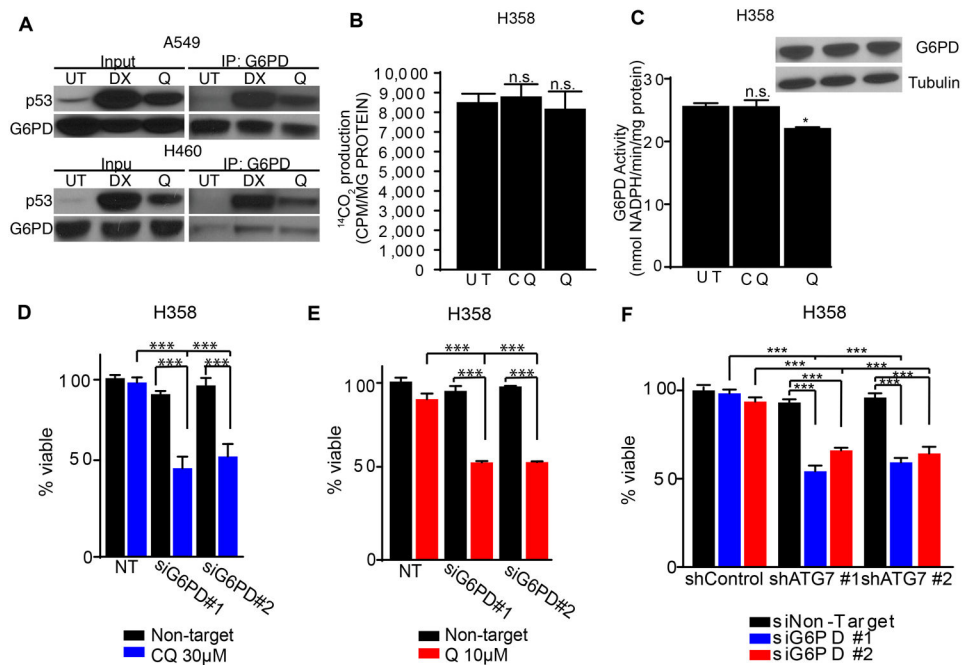 A
A549
Input
IP: G6PD
UT DX Q UT DX Q
p53
G6PD
H460
Inpu
IP: G6PD
UT DX Q UT DX Q
p53
G6PD
B
H358
¹⁴CO₂ production
(CPM/MG PROTEIN)
10,000
9,000
8,000
7,000
6,000
5,000
4,000
3,000
2,000
1,000
0
n.s.
n.s.
U T
C Q
Q
C
H358
G6PD
Tubulin
G6PD Activity
(nmol NADPH/min/mg protein)
30
20
10
0
n.s.
*
U T
C Q
Q
D
H358
% viable
100
50
0
*** ***
*** ***
NT
siG6PD#1
siG6PD#2
Non-target
CQ 30µM
E
H358
% viable
100
50
0
*** ***
*** ***
NT
siG6PD#1
siG6PD#2
Non-target
Q 10µM
F
H358
% viable
100
50
0
*** ***
*** ***
*** ***
*** ***
shControl
shATG7 #1
shATG7 #2
siNon-Target
siG6PD #1
siG6PD #2